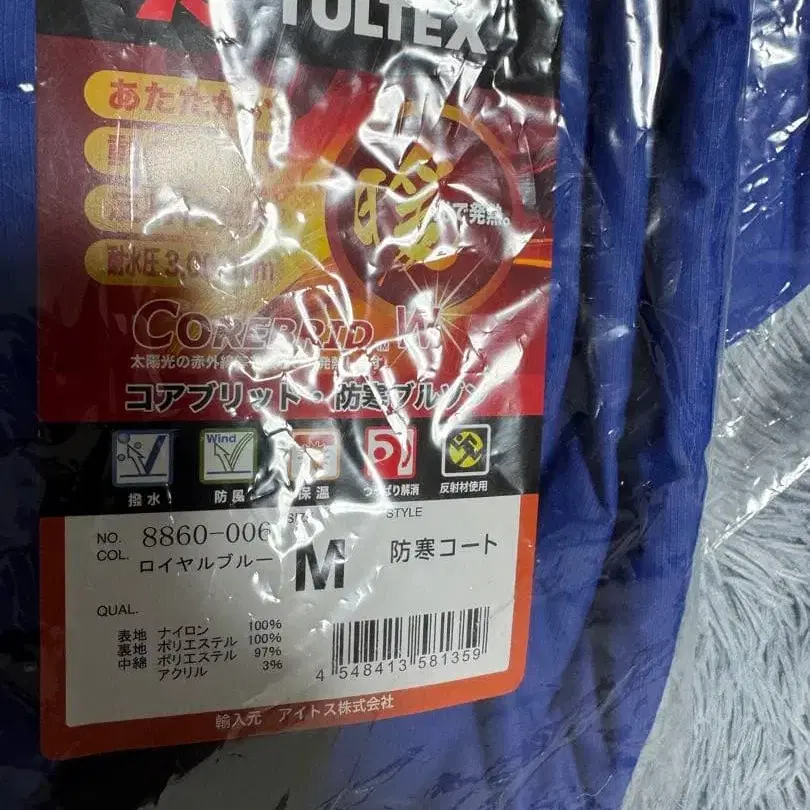 TULTEX
あたたかい
耐水圧3,0
暖
で発熱。
COREBRID W
太陽光の赤外線
コアブリット・防寒ブルゾン
Wind
撥水 防風 保温 つっぱり解消 反射材使用
NO. 8860-006 SIZE STYLE
COL. ロイヤルブルー M 防寒コート
QUAL.
表地 ナイロン 100%
裏地 ポリエステル 100%
中綿 ポリエステル 97%
アクリル 3%
4 548413 581359
輸入元 アイトス株式会社